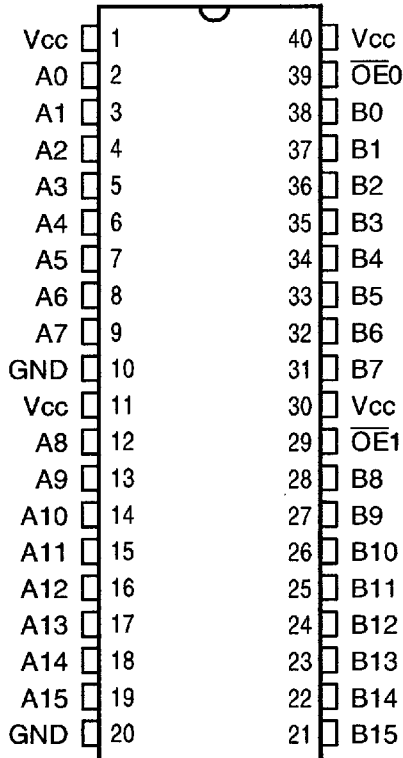 Vcc 1 40 Vcc
A0 2 39 OE0
A1 3 38 B0
A2 4 37 B1
A3 5 36 B2
A4 6 35 B3
A5 7 34 B4
A6 8 33 B5
A7 9 32 B6
GND 10 31 B7
Vcc 11 30 Vcc
A8 12 29 OE1
A9 13 28 B8
A10 14 27 B9
A11 15 26 B10
A12 16 25 B11
A13 17 24 B12
A14 18 23 B13
A15 19 22 B14
GND 20 21 B15